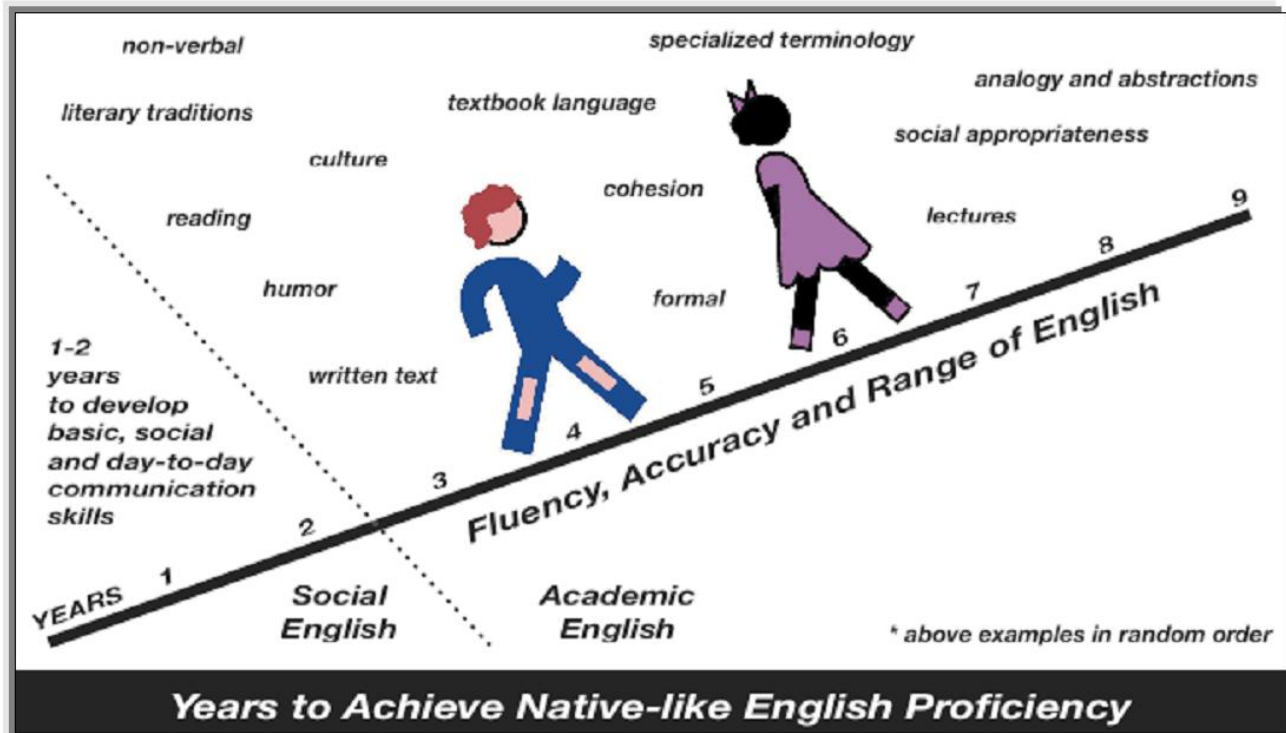 non-verbal
specialized terminology
analogy and abstractions
literary traditions
textbook language
social appropriateness
culture
cohesion
reading
lectures
humor
formal
written text
1-2
years
to develop
basic, social
and day-to-day
communication
skills
YEARS 1 2 3 4 5 6 7 8 9
Fluency, Accuracy and Range of English
Social
English
Academic
English
* above examples in random order
Years to Achieve Native-like English Proficiency